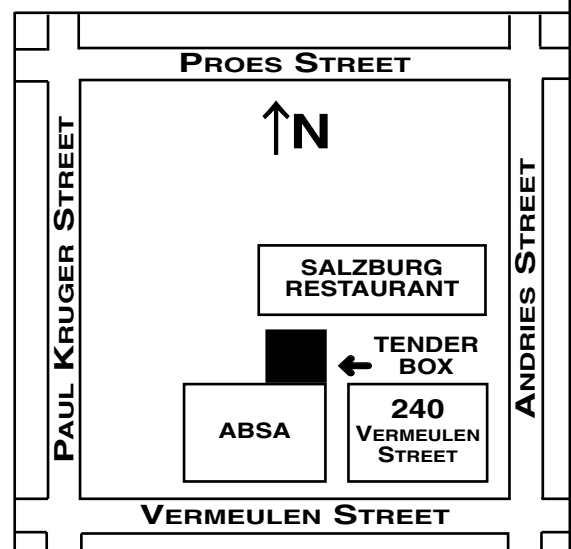 PROES STREET
N
PAUL KRUGER STREET
ANDRIES STREET
SALZBURG
RESTAURANT
TENDER
BOX
ABSA
240
VERMEULEN
STREET
VERMEULEN STREET